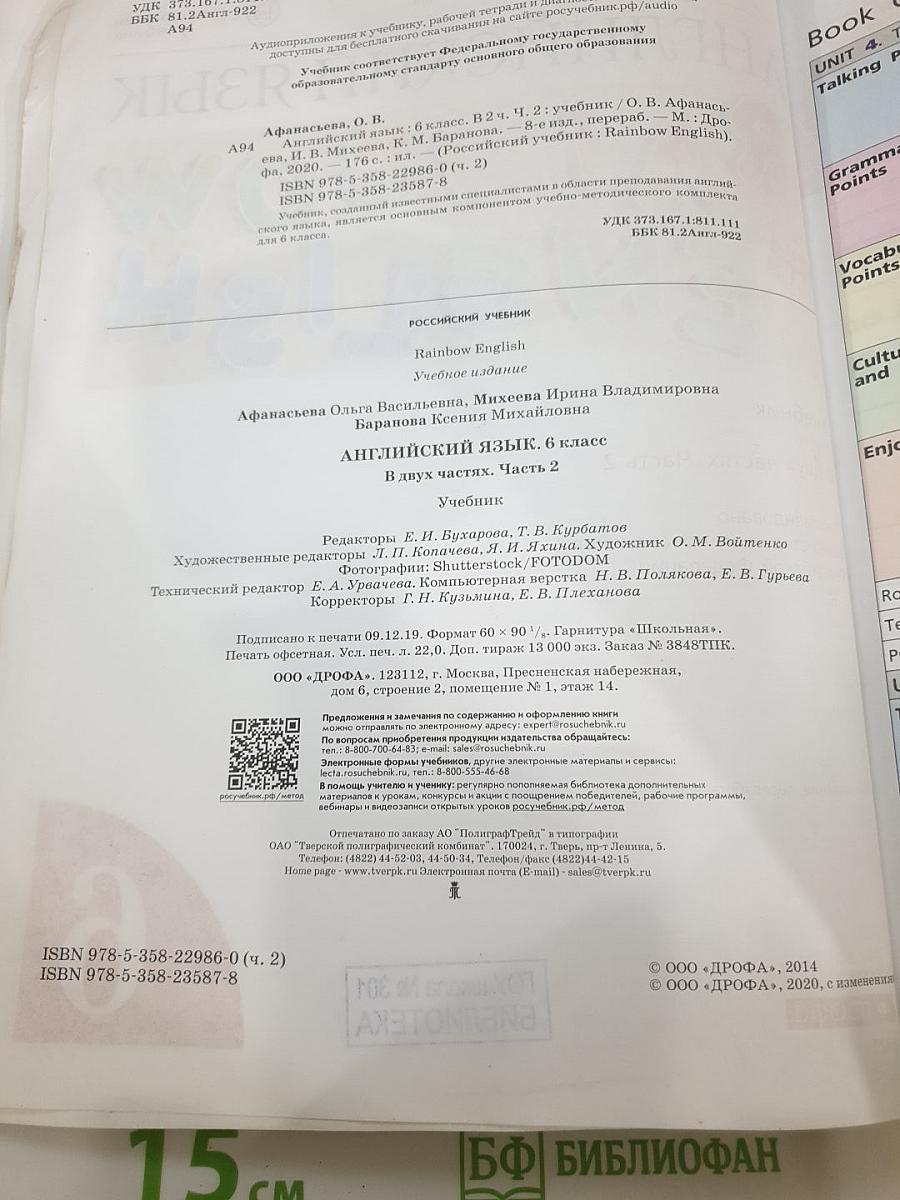 УДК 373.167.1:811.111
ББК 81.2Англ-922
А94
Аудиоприложения к учебнику, рабочей тетради и
доступны для бесплатного скачивания на сайте росучебник.рф/audio
Учебник соответствует Федеральному государственному
образовательному стандарту основного общего образования
Афанасьева, О. В.
А94 Английский язык : 6 класс. В 2 ч. Ч. 2 : учебник / О. В. Афанась-
ева, И. В. Михеева, К. М. Баранова. — 8-е изд., перераб. — М. : Дро-
фа, 2020. — 176 с. : ил. — (Российский учебник : Rainbow English).
ISBN 978-5-358-22986-0 (ч. 2)
ISBN 978-5-358-23587-8
Учебник, созданный известными специалистами в области преподавания англий-
ского языка, является основным компонентом учебно-методического комплекта
для 6 класса.
УДК 373.167.1:811.111
ББК 81.2Англ-922
РОССИЙСКИЙ УЧЕБНИК
Rainbow English
Учебное издание
Афанасьева Ольга Васильевна, Михеева Ирина Владимировна
Баранова Ксения Михайловна
АНГЛИЙСКИЙ ЯЗЫК. 6 класс
В двух частях. Часть 2
Учебник
Редакторы Е. И. Бухарова, Т. В. Курбатов
Художественные редакторы Л. П. Копачева, Я. И. Яхина. Художник О. М. Войтенко
Фотографии: Shutterstock/FOTODOM
Технический редактор Е. А. Урвачева. Компьютерная верстка Н. В. Полякова, Е. В. Гурьева
Корректоры Г. Н. Кузьмина, Е. В. Плеханова
Подписано к печати 09.12.19. Формат 60 × 90 1/8. Гарнитура «Школьная».
Печать офсетная. Усл. печ. л. 22,0. Доп. тираж 13 000 экз. Заказ № 3848ТПК.
ООО «ДРОФА». 123112, г. Москва, Пресненская набережная,
дом 6, строение 2, помещение № 1, этаж 14.
росучебник.рф/метод
Предложения и замечания по содержанию и оформлению книги
можно отправлять по электронному адресу: expert@rosuchebnik.ru
По вопросам приобретения продукции издательства обращайтесь:
тел.: 8-800-700-64-83; e-mail: sales@rosuchebnik.ru
Электронные формы учебников, другие электронные материалы и сервисы:
lecta.rosuchebnik.ru, тел.: 8-800-555-46-68
В помощь учителю и ученику: регулярно пополняемая библиотека дополнительных
материалов к урокам, конкурсы и акции с поощрением победителей, рабочие программы,
вебинары и видеозаписи открытых уроков росучебник.рф/метод
Отпечатано по заказу АО "ПолиграфТрейд" в типографии
ОАО "Тверской полиграфический комбинат". 170024, г. Тверь, пр-т Ленина, 5.
Телефон: (4822) 44-52-03, 44-50-34, Телефон/факс (4822)44-42-15
Home page - www.tverpk.ru Электронная почта (E-mail) - sales@tverpk.ru
ISBN 978-5-358-22986-0 (ч. 2)
ISBN 978-5-358-23587-8
© ООО «ДРОФА», 2014
© ООО «ДРОФА», 2020, с изменения
Book
UNIT 4.
Talking P
Gramma
Points
Vocabu
Points
Cultu
and
Enjo
15 см
БФ БИБЛИОФАН